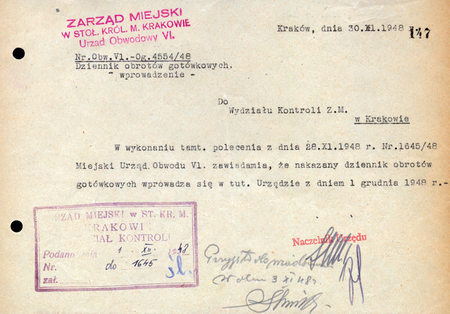 ZARZĄD MIEJSKI
W STOŁ. KRÓL. M. KRAKOWIE
Urząd Obwodowy VI.
Kraków, dnia 30.XI.1948 r.
147
Nr.Obw.Vl.-Og.4554/48
Dziennik obrotów gotówkowych.
- wprowadzenie -
Do
Wydziału Kontroli Z.M.
w Krakowie
W wykonaniu tamt. polecenia z dnia 28.XI.1948 r. Nr.1645/48
Miejski Urząd.Obwodu Vl. zawiadamia, że nakazany dziennik obrotów
gotówkowych wprowadza się w tut. Urzędzie z dniem 1 grudnia 1948 r.-
ZARZĄD MIEJSKI w ST. KR. M.
KRAKOWIE
WYDZIAŁ KONTROLI
Podano dnia 1. XII. 1948
Nr. do 1645
zał.
Naczelnik Urzędu